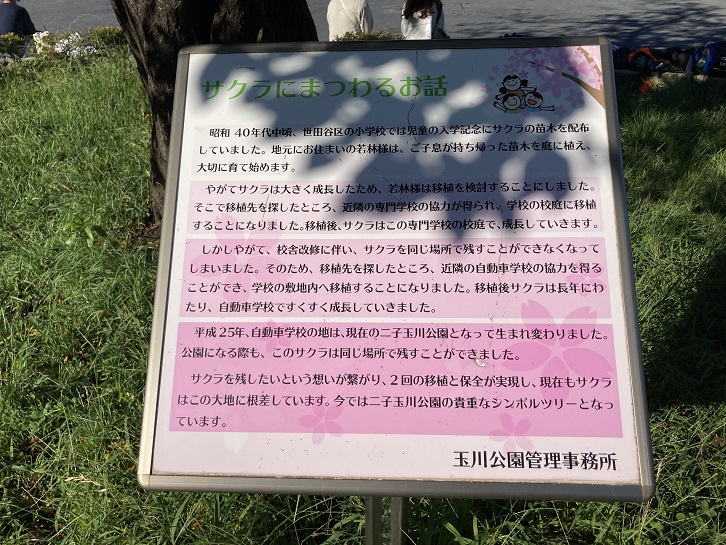 サクラにまつわるお話
昭和40年代中頃、世田谷区の小学校では児童の入学記念にサクラの苗木を配布
していました。地元にお住まいの若林様は、ご子息が持ち帰った苗木を庭に植え、
大切に育て始めます。
やがてサクラは大きく成長したため、若林様は移植を検討することにしました。
そこで移植先を探したところ、近隣の専門学校の協力が得られ、学校の校庭に移植
することになりました。移植後、サクラはこの専門学校の校庭で、成長していきます。
しかしやがて、校舎改修に伴い、サクラを同じ場所で残すことができなくなって
しまいました。そのため、移植先を探したところ、近隣の自動車学校の協力を得る
ことができ、学校の敷地内へ移植することになりました。移植後サクラは長年にわ
たり、自動車学校ですくすく成長していきました。
平成25年、自動車学校の地は、現在の二子玉川公園となって生まれ変わりました。
公園になる際も、このサクラは同じ場所で残すことができました。
サクラを残したいという想いが繋がり、2回の移植と保全が実現し、現在もサクラ
はこの大地に根差しています。今では二子玉川公園の貴重なシンボルツリーとなっ
ています。
玉川公園管理事務所